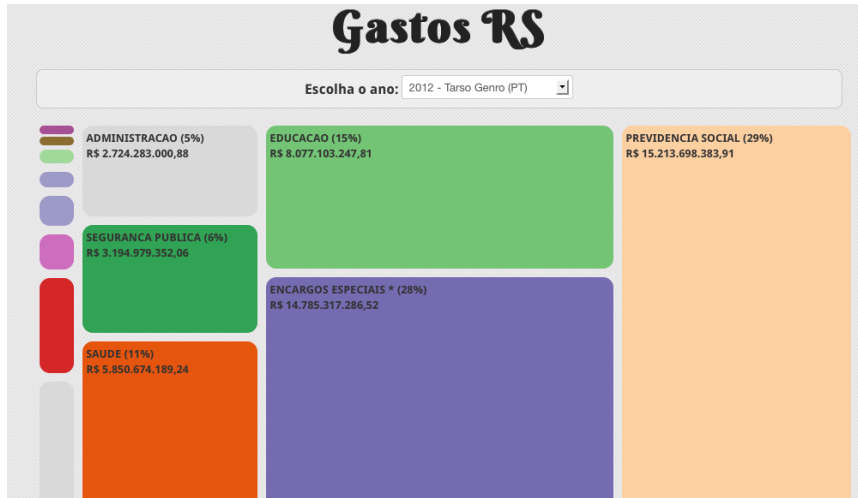 Gastos RS
Escolha o ano: 2012 - Tarso Genro (PT)
ADMINISTRACAO (5%)
R$ 2.724.283.000,88
SEGURANCA PUBLICA (6%)
R$ 3.194.979.352,06
SAUDE (11%)
R$ 5.850.674.189,24
EDUCACAO (15%)
R$ 8.077.103.247,81
ENCARGOS ESPECIAIS * (28%)
R$ 14.785.317.286,52
PREVIDENCIA SOCIAL (29%)
R$ 15.213.698.383,91